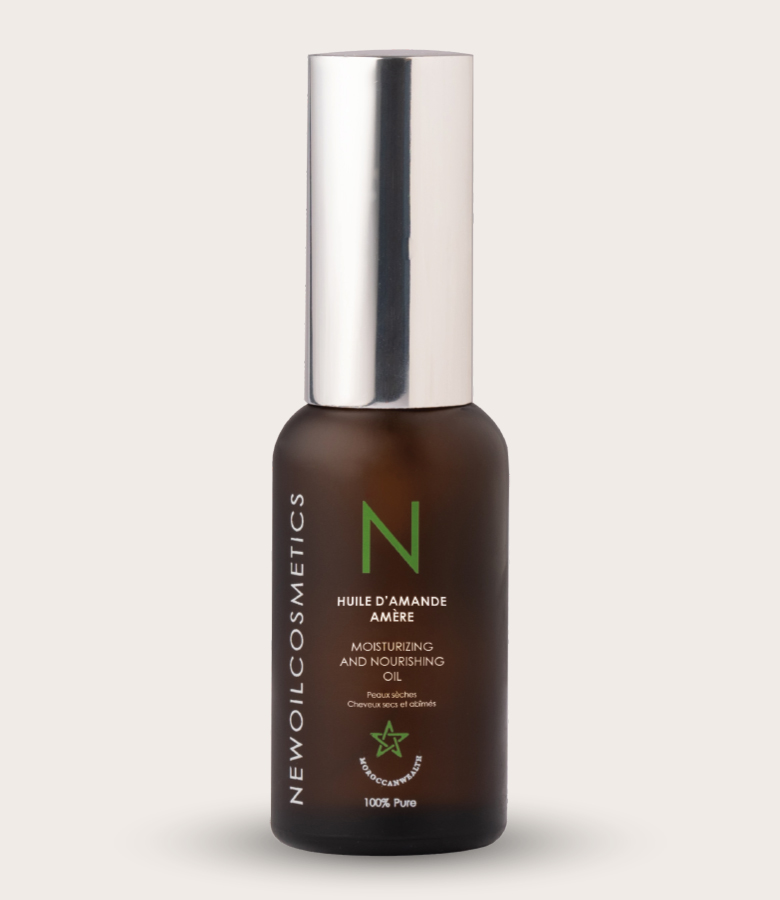 NEWOILCOSMETICS
N
HUILE D'AMANDE
AMÈRE
MOISTURIZING
AND NOURISHING
OIL
Peaux sèches
Cheveux secs et abîmés
MOROCCANWEALTH
100% Pure